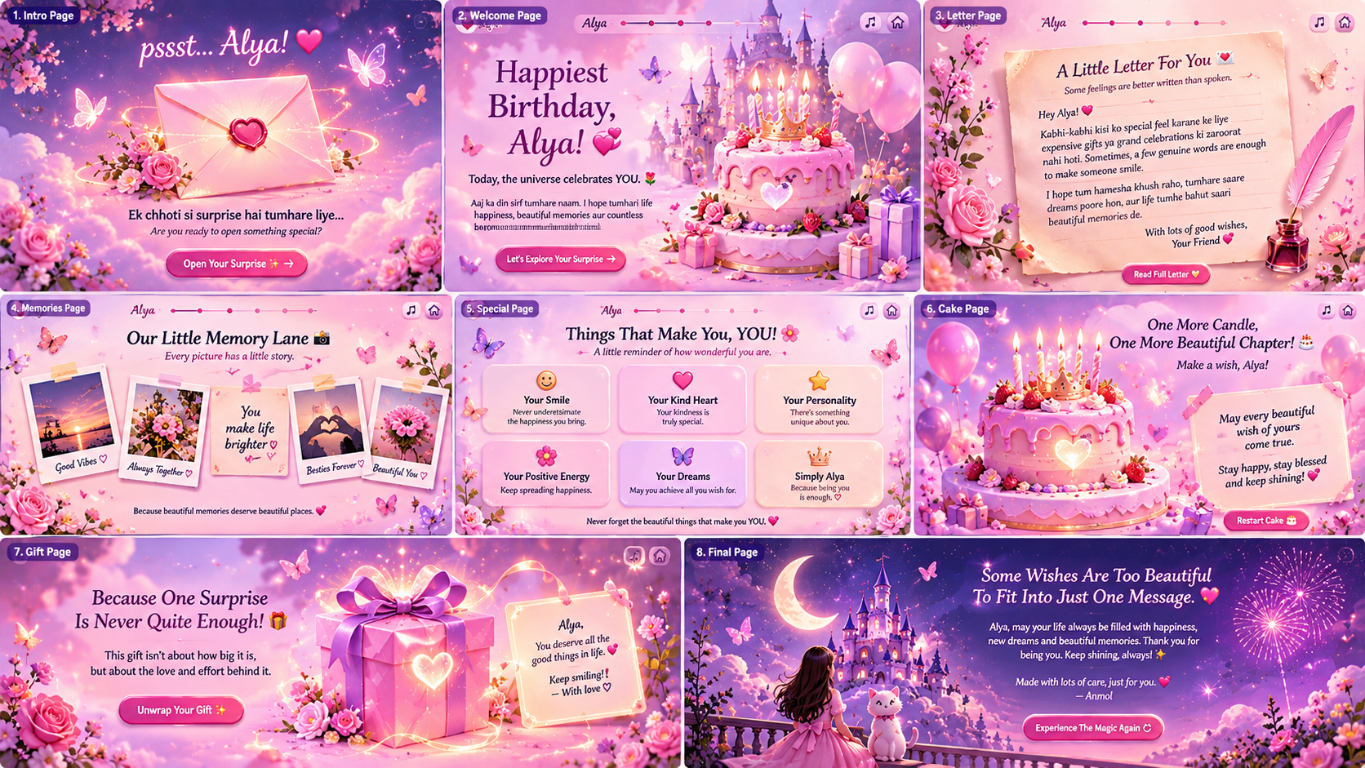 1. Intro Page
pssst... Alya! 💗
Ek chhoti si surprise hai tumhare liye...
Are you ready to open something special?
Open Your Surprise ✨ →
2. Welcome Page
Alya
Happiest
Birthday,
Alya! 💞
Today, the universe celebrates YOU. 🌷
Aaj ka din sirf tumhare naam. I hope tumhari life
happiness, beautiful memories aur countless
Let's Explore Your Surprise →
3. Letter Page
Alya
A Little Letter For You 💌
Some feelings are better written than spoken.
Hey Alya! 💗
Kabhi-kabhi kisi ko special feel karane ke liye
expensive gifts ya grand celebrations ki zaroorat
nahi hoti. Sometimes, a few genuine words are enough
to make someone smile.
I hope tum hamesha khush raho, tumhare saare
dreams poore hon, aur life tumhe bahut saari
beautiful memories de.
With lots of good wishes,
Your Friend 💕
Read Full Letter 💛
4. Memories Page
Alya
Our Little Memory Lane 📸
Every picture has a little story.
Good Vibes ♡
Always Together ♡
You
make life
brighter ♡
Besties Forever ♡
Beautiful You ♡
Because beautiful memories deserve beautiful places. 💗
5. Special Page
Alya
Things That Make You, YOU! 🌸
A little reminder of how wonderful you are.
Your Smile
Never underetsimate
the happiness you bring.
Your Kind Heart
Your kindness is
truly special.
Your Personality
There's something
unique about you.
Your Positive Energy
Keep spreading happiness.
Your Dreams
May you achieve all you wish for.
Simply Alya
Because being you
is enough. ♡
Never forget the beautiful things that make you YOU. 💗
6. Cake Page
One More Candle,
One More Beautiful Chapter! 🎂
Make a wish, Alya!
May every beautiful
wish of yours
come true.
Stay happy, stay blessed
and keep shining! 💕
Restart Cake 🍰
7. Gift Page
Because One Surprise
Is Never Quite Enough! 🎁
This gift isn't about how big it is,
but about the love and effort behind it.
Unwrap Your Gift ✨
Alya,
You deserve all the
good things in life. 💕
Keep smiling!!
— With love ♡
8. Final Page
Some Wishes Are Too Beautiful
To Fit Into Just One Message. 💗
Alya, may your life always be filled with happiness,
new dreams and beautiful memories. Thank you for
being you. Keep shining, always! ✨
Made with lots of care, just for you. 💕
— Anmol
Experience The Magic Again